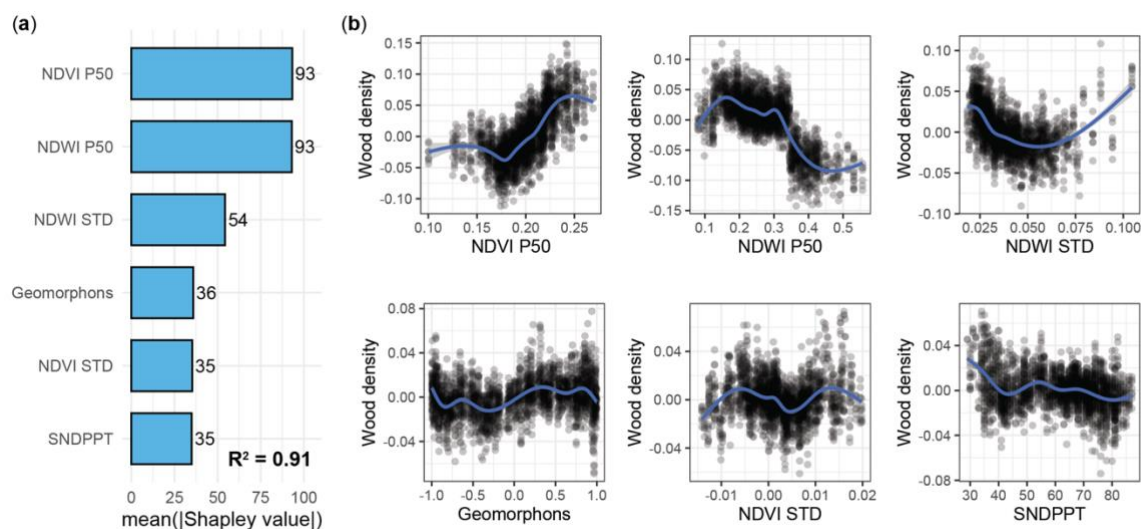 (a)
NDVI P50
93
NDWI P50
93
NDWI STD
54
Geomorphons
36
NDVI STD
35
SNDPPT
35
R² = 0.91
0 25 50 75 100
mean(|Shapley value|)
(b)
Wood density
0.15
0.10
0.05
0.00
-0.05
-0.10
0.10 0.15 0.20 0.25
NDVI P50
Wood density
0.10
0.05
0.00
-0.05
-0.10
-0.15
0.1 0.2 0.3 0.4 0.5
NDWI P50
Wood density
0.10
0.05
0.00
-0.05
-0.10
0.025 0.050 0.075 0.100
NDWI STD
Wood density
0.08
0.04
0.00
-0.04
-1.0 -0.5 0.0 0.5 1.0
Geomorphons
Wood density
0.04
0.00
-0.04
-0.01 0.00 0.01 0.02
NDVI STD
Wood density
0.04
0.00
-0.04
-0.08
30 40 50 60 70 80
SNDPPT